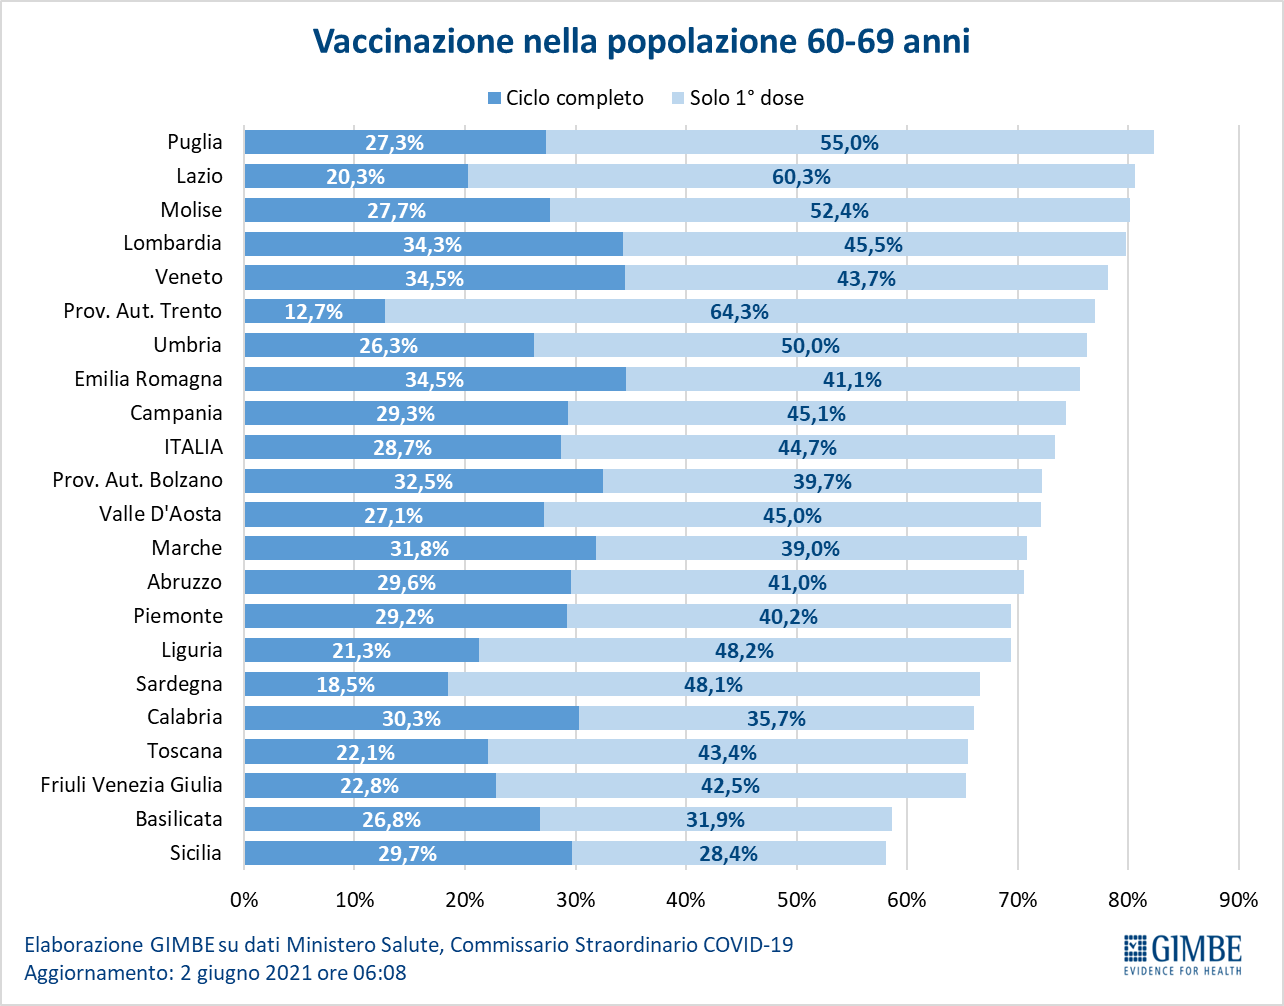 Vaccinazione nella popolazione 60-69 anni
Ciclo completo Solo 1° dose
Puglia 27,3% 55,0%
Lazio 20,3% 60,3%
Molise 27,7% 52,4%
Lombardia 34,3% 45,5%
Veneto 34,5% 43,7%
Prov. Aut. Trento 12,7% 64,3%
Umbria 26,3% 50,0%
Emilia Romagna 34,5% 41,1%
Campania 29,3% 45,1%
ITALIA 28,7% 44,7%
Prov. Aut. Bolzano 32,5% 39,7%
Valle D'Aosta 27,1% 45,0%
Marche 31,8% 39,0%
Abruzzo 29,6% 41,0%
Piemonte 29,2% 40,2%
Liguria 21,3% 48,2%
Sardegna 18,5% 48,1%
Calabria 30,3% 35,7%
Toscana 22,1% 43,4%
Friuli Venezia Giulia 22,8% 42,5%
Basilicata 26,8% 31,9%
Sicilia 29,7% 28,4%
0% 10% 20% 30% 40% 50% 60% 70% 80% 90%
Elaborazione GIMBE su dati Ministero Salute, Commissario Straordinario COVID-19
Aggiornamento: 2 giugno 2021 ore 06:08
GIMBE
EVIDENCE FOR HEALTH